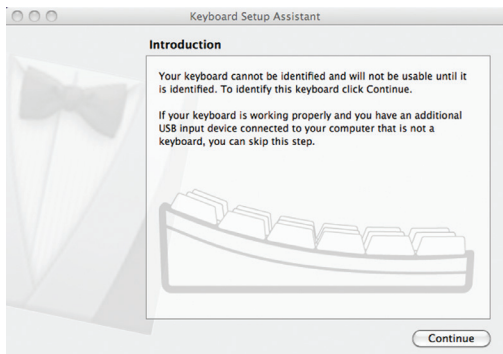 Keyboard Setup Assistant
Introduction
Your keyboard cannot be identified and will not be usable until it
is identified. To identify this keyboard click Continue.
If your keyboard is working properly and you have an additional
USB input device connected to your computer that is not a
keyboard, you can skip this step.
Continue